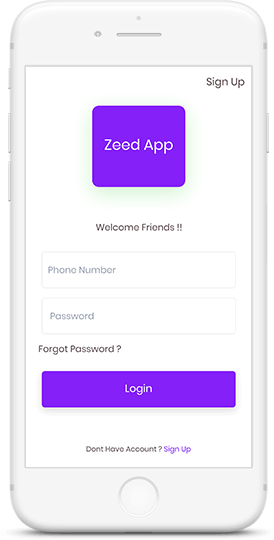 Sign Up
Zeed App
Welcome Friends !!
Phone Number
Password
Forgot Password ?
Login
Dont Have Account ? Sign Up